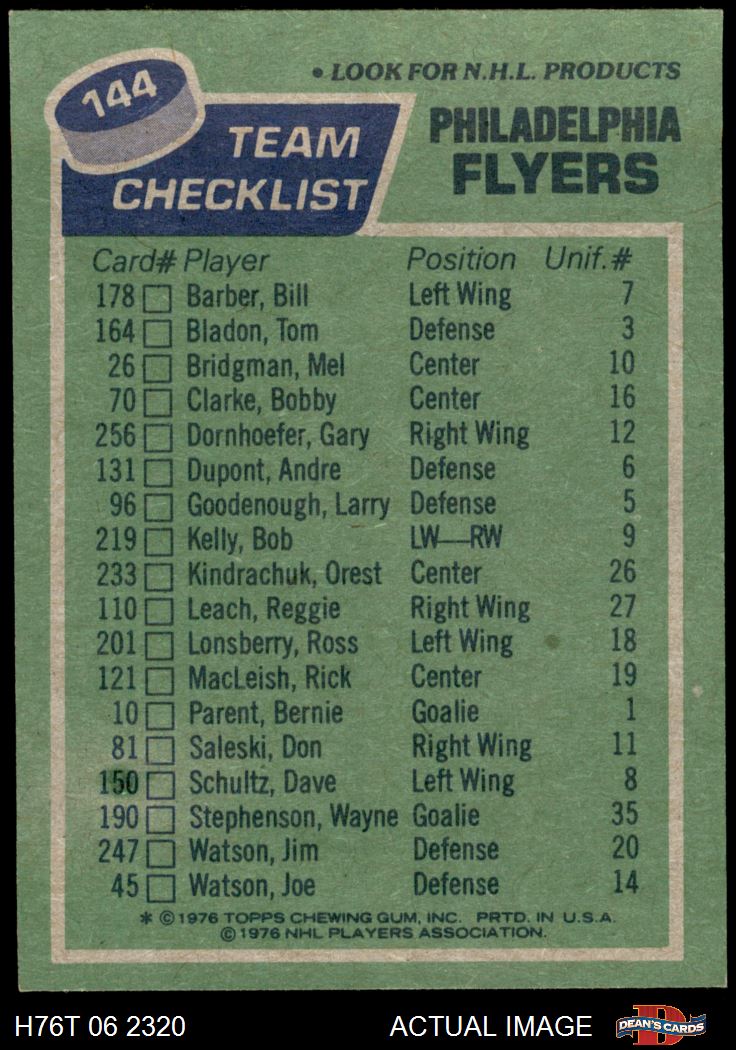 144
• LOOK FOR N.H.L. PRODUCTS
TEAM CHECKLIST
PHILADELPHIA FLYERS
Card# Player Position Unif.#
178 Barber, Bill Left Wing 7
164 Bladon, Tom Defense 3
26 Bridgman, Mel Center 10
70 Clarke, Bobby Center 16
256 Dornhoefer, Gary Right Wing 12
131 Dupont, Andre Defense 6
96 Goodenough, Larry Defense 5
219 Kelly, Bob LW—RW 9
233 Kindrachuk, Orest Center 26
110 Leach, Reggie Right Wing 27
201 Lonsberry, Ross Left Wing 18
121 MacLeish, Rick Center 19
10 Parent, Bernie Goalie 1
81 Saleski, Don Right Wing 11
150 Schultz, Dave Left Wing 8
190 Stephenson, Wayne Goalie 35
247 Watson, Jim Defense 20
45 Watson, Joe Defense 14
* © 1976 TOPPS CHEWING GUM, INC. PRTD. IN U.S.A.
© 1976 NHL PLAYERS ASSOCIATION.
H76T 06 2320 ACTUAL IMAGE
D
DEAN'S CARDS